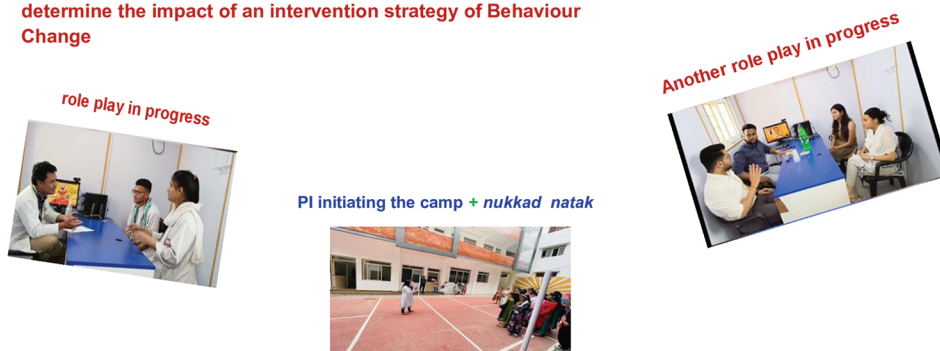 determine the impact of an intervention strategy of Behaviour
Change
Another role play in progress
role play in progress
PI initiating the camp + nukkad natak